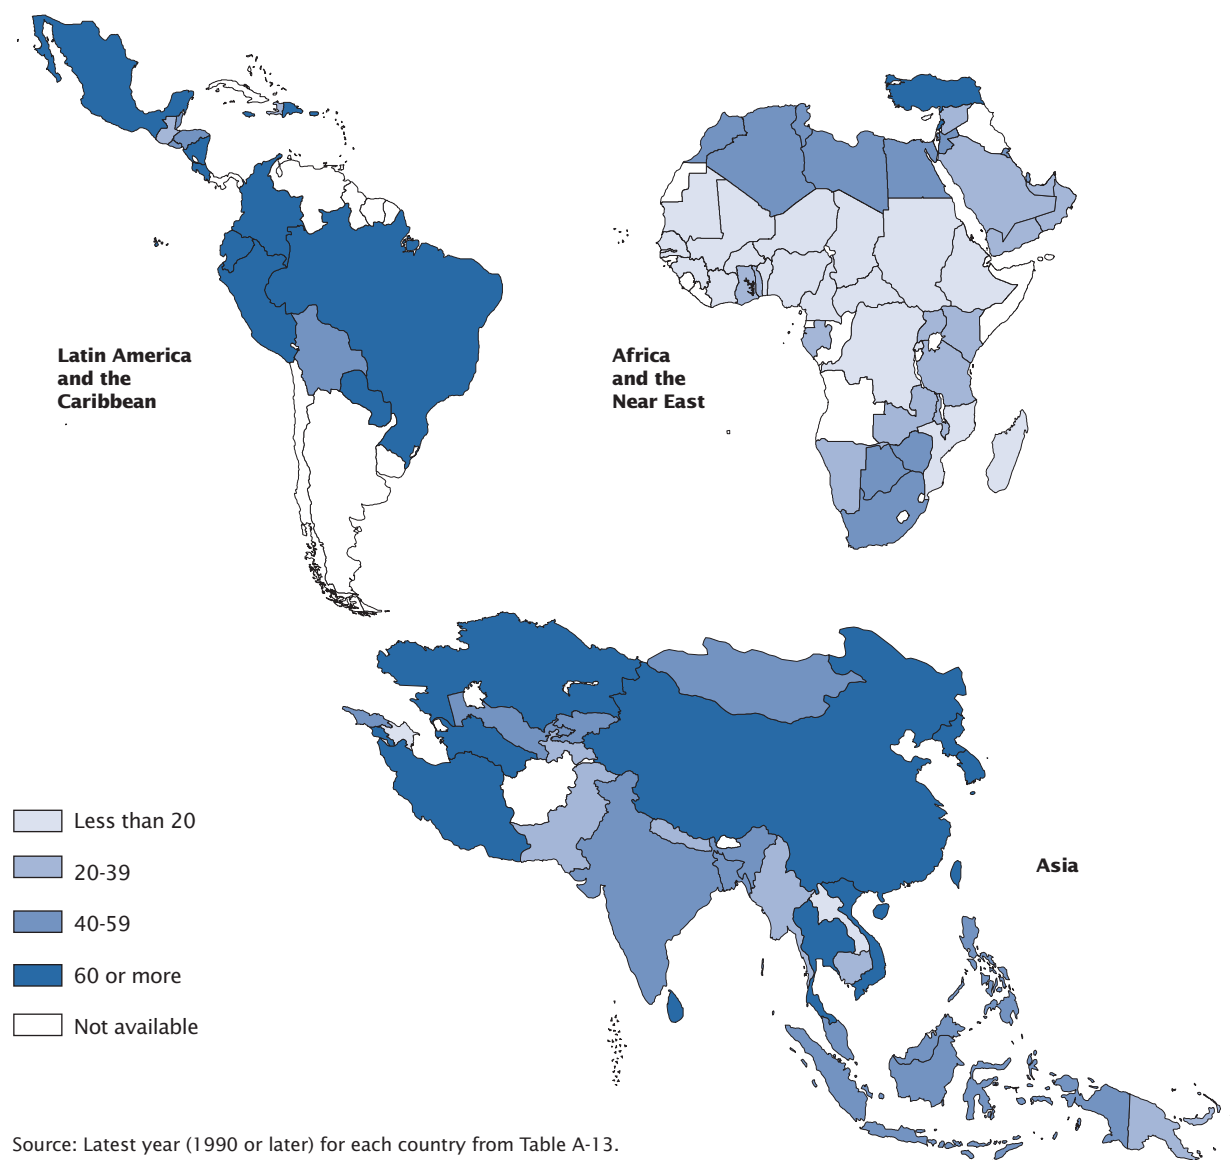 Latin America
and the
Caribbean
Africa
and the
Near East
Less than 20
20-39
40-59
60 or more
Not available
Asia
Source: Latest year (1990 or later) for each country from Table A-13.